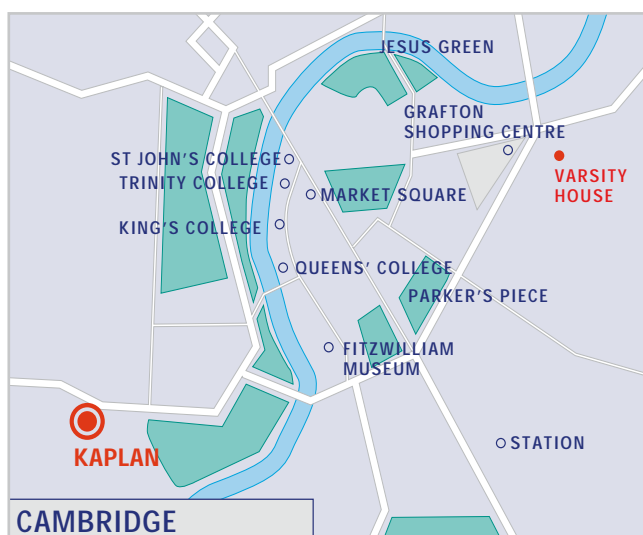 JESUS GREEN
GRAFTON
SHOPPING CENTRE
ST JOHN'S COLLEGE
TRINITY COLLEGE
VARSITY
HOUSE
MARKET SQUARE
KING'S COLLEGE
QUEENS' COLLEGE
PARKER'S PIECE
FITZWILLIAM
MUSEUM
STATION
KAPLAN
CAMBRIDGE